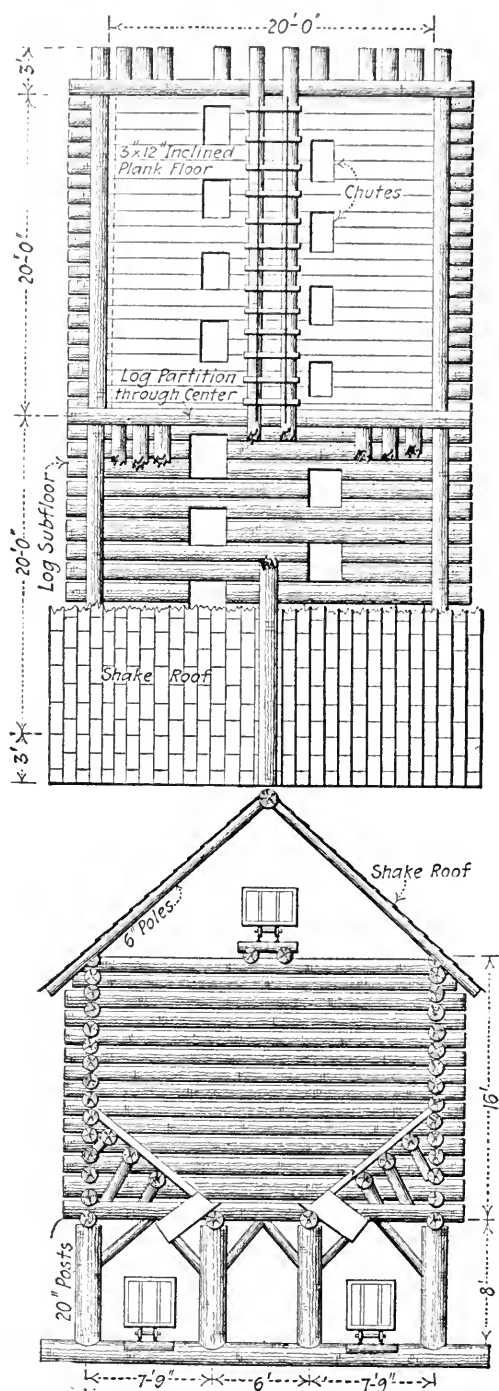 20'-0"
3'
3"x12" Inclined
Plank Floor
Chutes
20'-0"
Log Partition
through Center
Log Subfloor
20'-0"
Shake Roof
3'
Shake Roof
6" Poles
16'
20" Posts
8'
7'-9"
6'
7'-9"